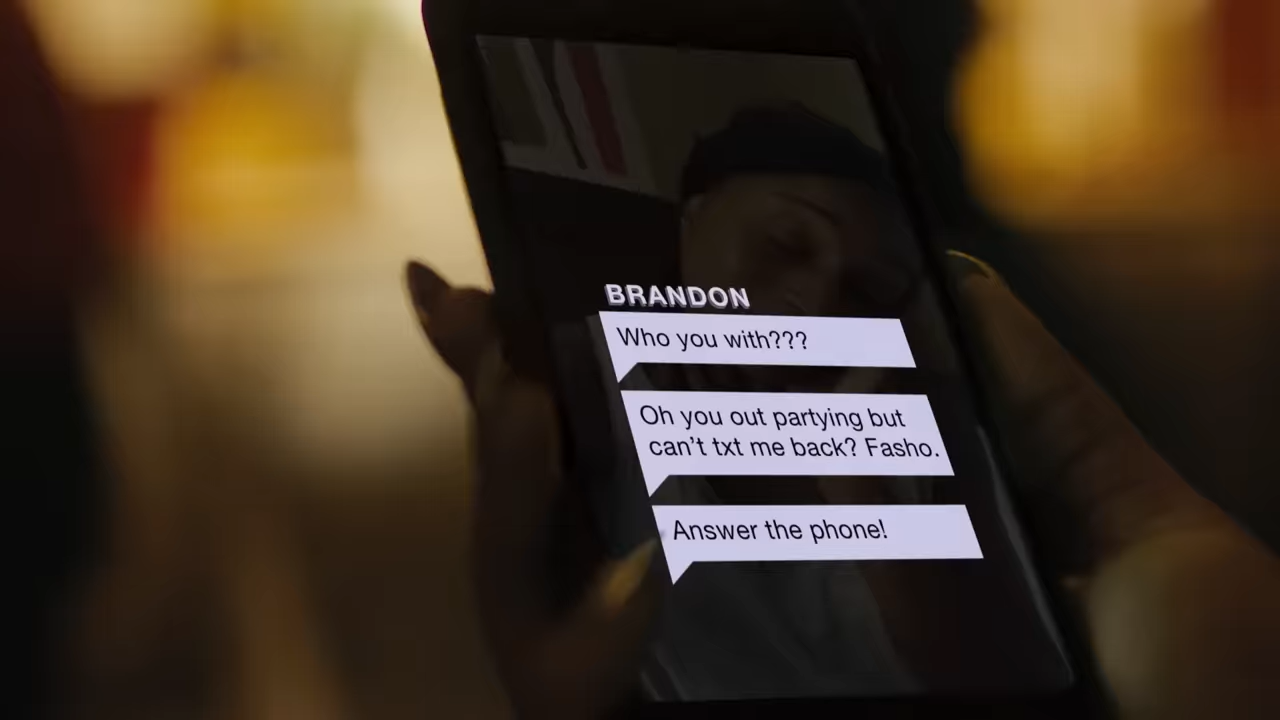 BRANDON
Who you with???
Oh you out partying but
can't txt me back? Fasho.
Answer the phone!